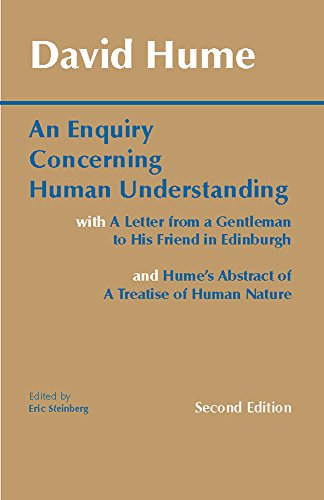 David Hume
An Enquiry
Concerning
Human Understanding
with A Letter from a Gentleman
to His Friend in Edinburgh
and Hume's Abstract of
A Treatise of Human Nature
Edited by
Eric Steinberg
Second Edition